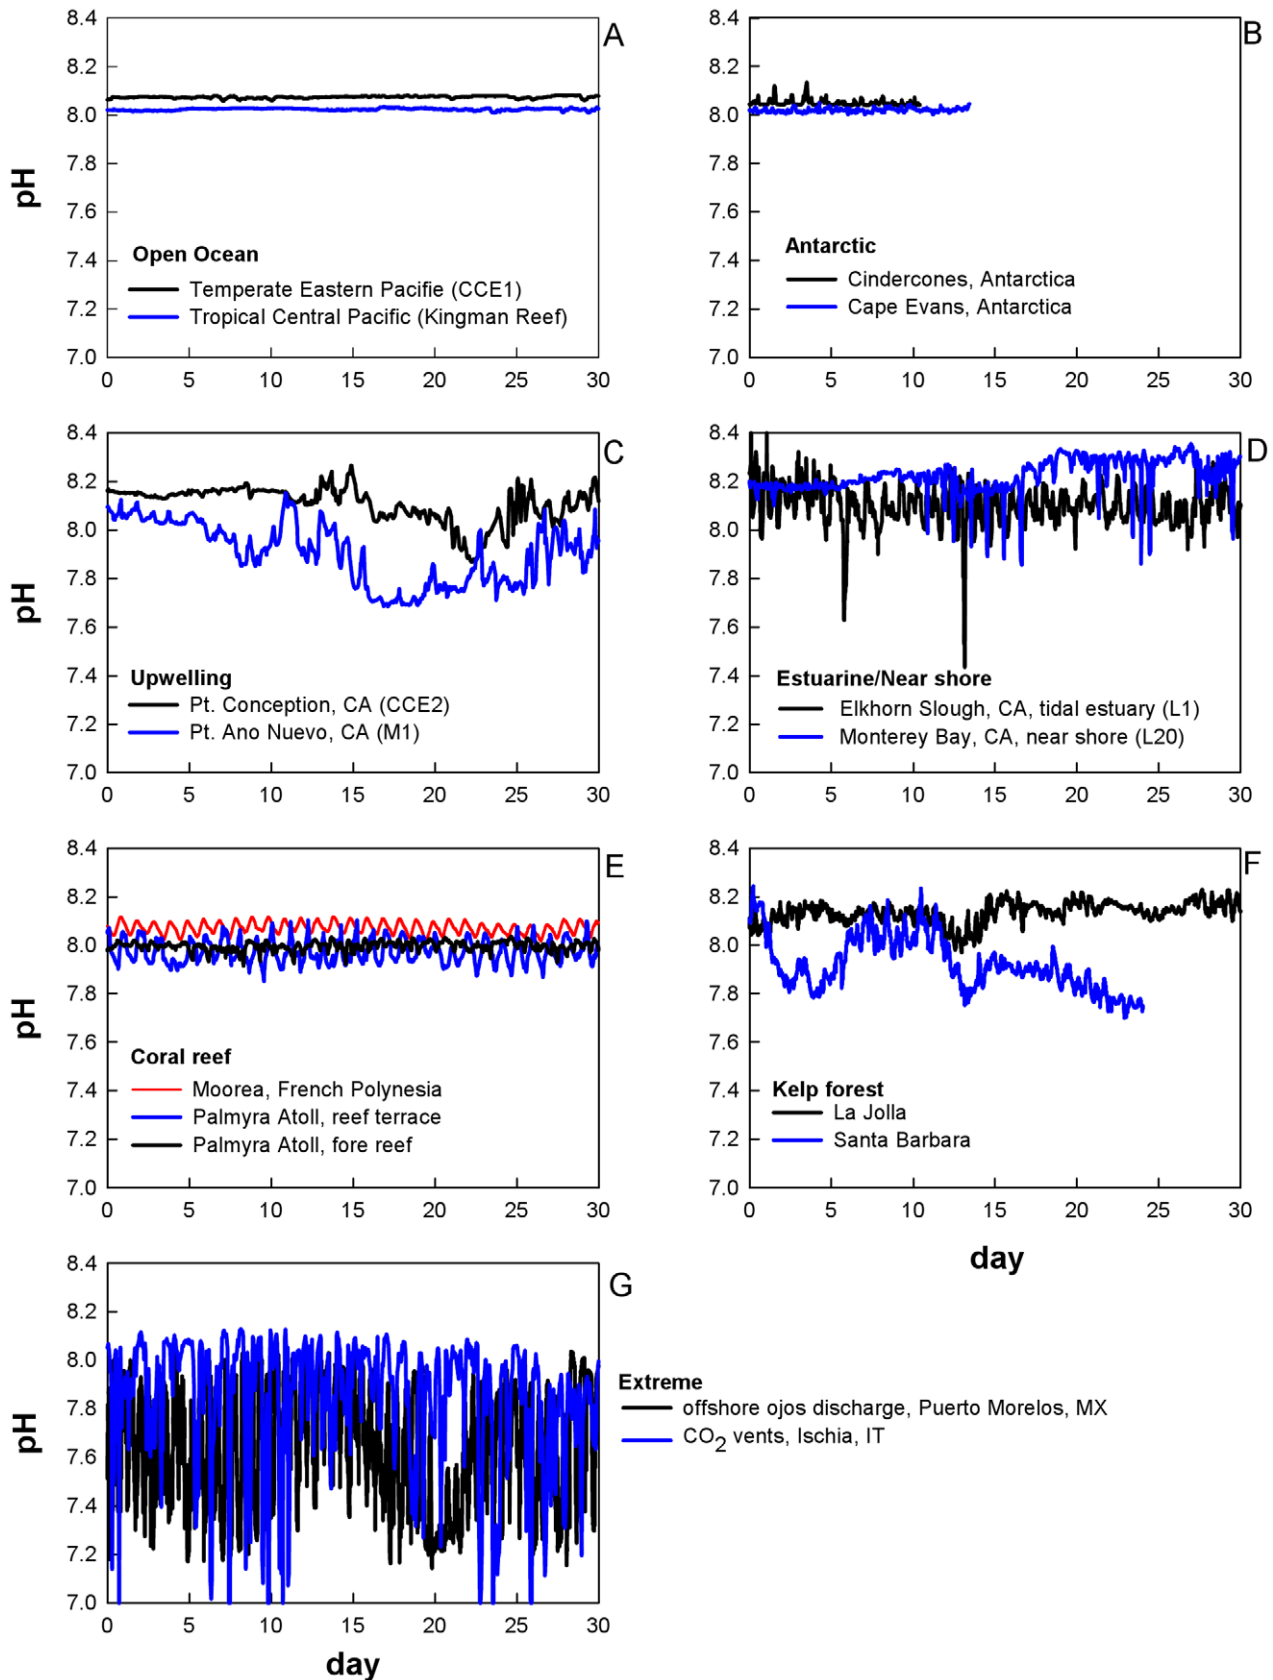 A
8.4
8.2
8.0
7.8
7.6
7.4
7.2
7.0
pH
Open Ocean
Temperate Eastern Pacifie (CCE1)
Tropical Central Pacific (Kingman Reef)
0 5 10 15 20 25 30
B
8.4
8.2
8.0
7.8
7.6
7.4
7.2
7.0
Antarctic
Cindercones, Antarctica
Cape Evans, Antarctica
0 5 10 15 20 25 30
C
8.4
8.2
8.0
7.8
7.6
7.4
7.2
7.0
pH
Upwelling
Pt. Conception, CA (CCE2)
Pt. Ano Nuevo, CA (M1)
0 5 10 15 20 25 30
D
8.4
8.2
8.0
7.8
7.6
7.4
7.2
7.0
Estuarine/Near shore
Elkhorn Slough, CA, tidal estuary (L1)
Monterey Bay, CA, near shore (L20)
0 5 10 15 20 25 30
E
8.4
8.2
8.0
7.8
7.6
7.4
7.2
7.0
pH
Coral reef
Moorea, French Polynesia
Palmyra Atoll, reef terrace
Palmyra Atoll, fore reef
0 5 10 15 20 25 30
F
8.4
8.2
8.0
7.8
7.6
7.4
7.2
7.0
Kelp forest
La Jolla
Santa Barbara
0 5 10 15 20 25 30
day
G
8.4
8.2
8.0
7.8
7.6
7.4
7.2
7.0
pH
0 5 10 15 20 25 30
day
Extreme
offshore ojos discharge, Puerto Morelos, MX
CO2 vents, Ischia, IT